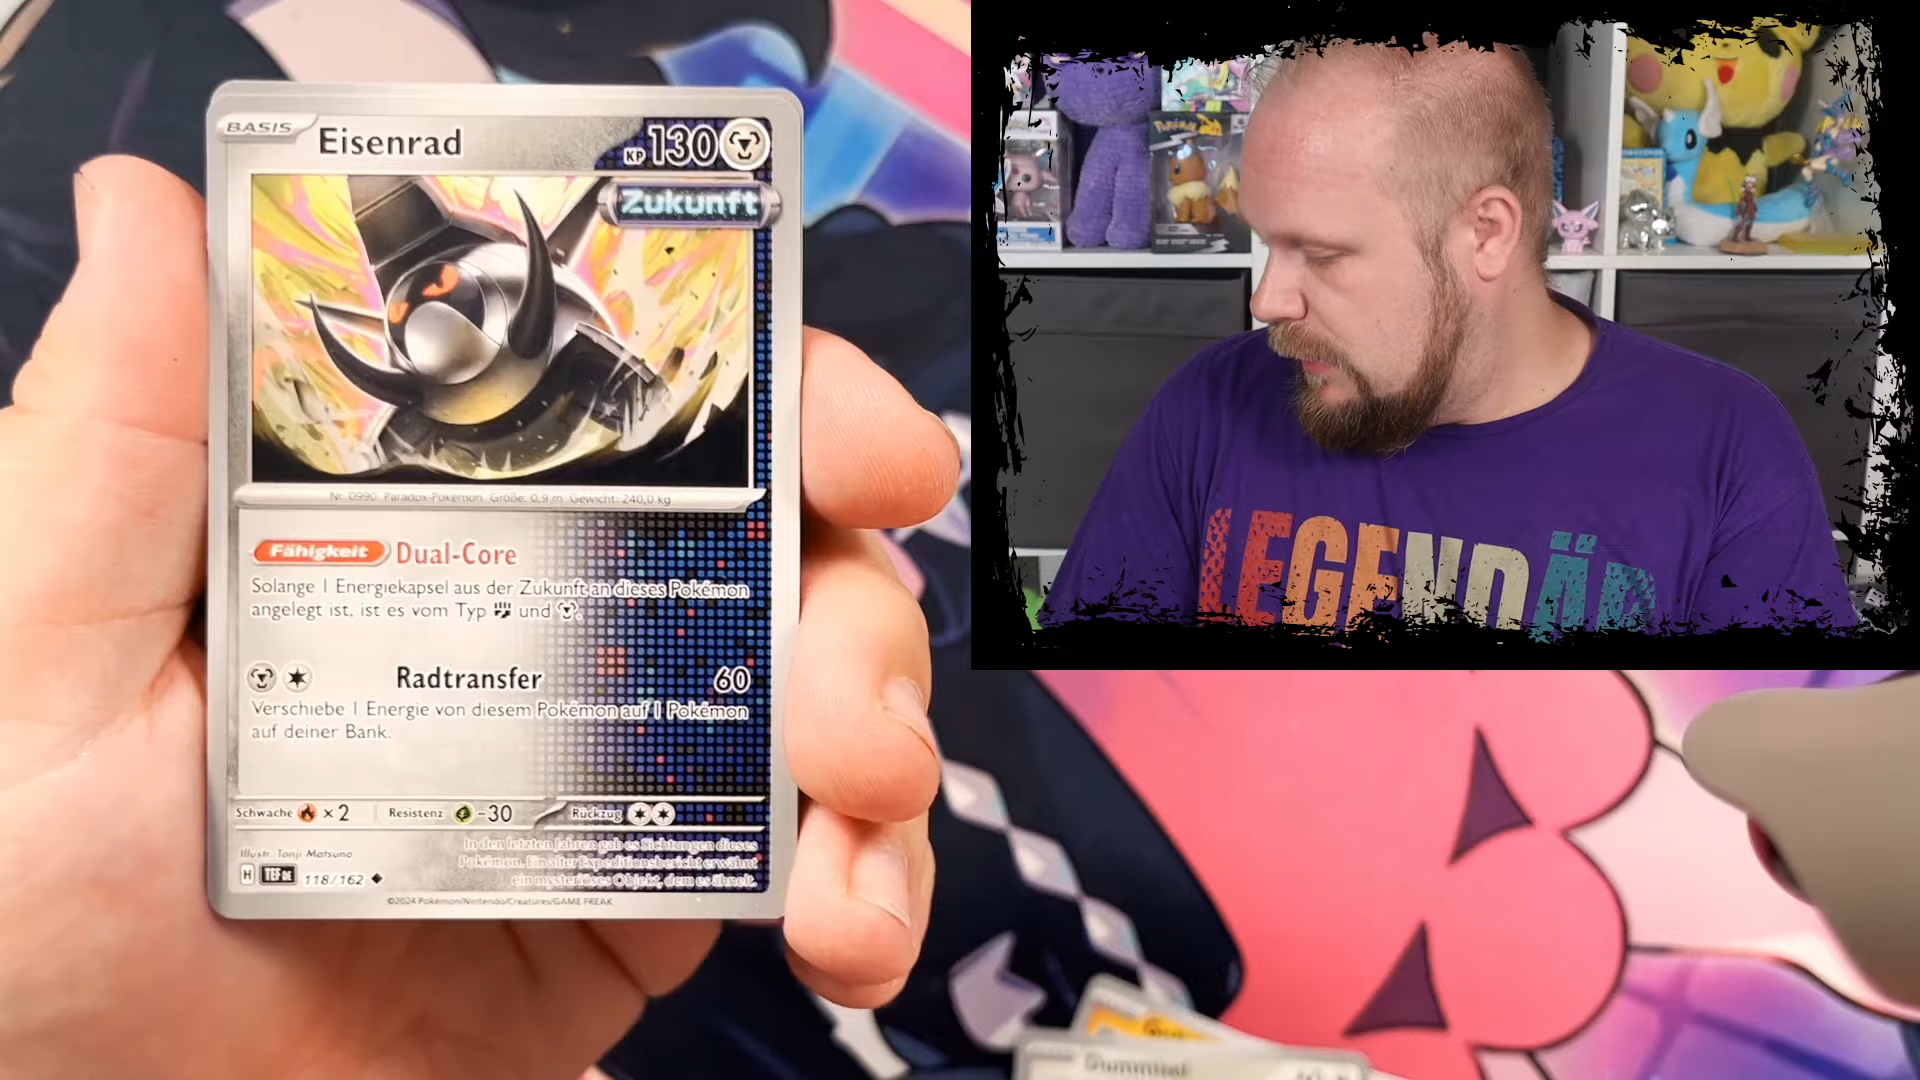 BASIS Eisenrad KP 130
Zukunft
Nr. 0990 Paradox-Pokémon Größe: 0,9 m Gewicht: 240,0 kg
Fähigkeit Dual-Core
Solange 1 Energiekapsel aus der Zukunft an dieses Pokémon
angelegt ist, ist es vom Typ und
Radtransfer 60
Verschiebe 1 Energie von diesem Pokémon auf 1 Pokémon
auf deiner Bank.
Schwäche ×2 Resistenz -30 Rückzug
In den letzten Jahren gab es Sichtungen dieses
Pokémon. Ein alter Expeditionsbericht erwähnt
ein mysteriöses Objekt, dem es ähnelt.
Illustr. Tonji Matsuno
H TEF DE 118/162
©2024 Pokémon/Nintendo/Creatures/GAME FREAK
Pokémon
LEGENDÄR